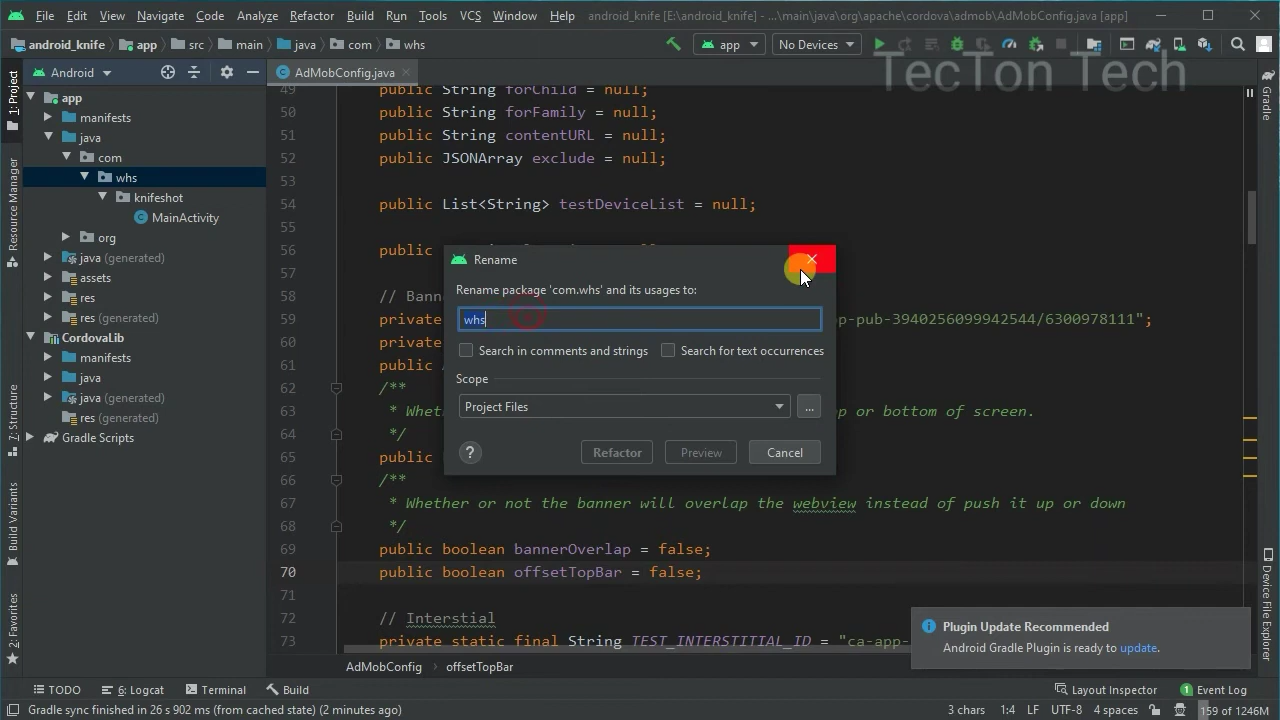 File Edit View Navigate Code Analyze Refactor Build Run Tools VCS Window Help android_knife [E:\android_knife] - ...\main\java\org\apache\cordova\admob\AdMobConfig.java [app]
android_knife app src main java com whs app No Devices
TecTon Tech
Android AdMobConfig.java
1: Project
Resource Manager
Z: Structure
Build Variants
2: Favorites
app
manifests
java
com
whs
knifeshot
MainActivity
org
java (generated)
assets
res
res (generated)
CordovaLib
manifests
java
java (generated)
res (generated)
Gradle Scripts
49 public String forChild = null;
50 public String forFamily = null;
51 public String contentURL = null;
52 public JSONArray exclude = null;
53
54 public List<String> testDeviceList = null;
55
56 public
57
58 // Bann
59 private p-pub-3940256099942544/6300978111";
60 private
61 public
62 /**
63 * Whet p or bottom of screen.
64 */
65 public
66 /**
67 * Whether or not the banner will overlap the webview instead of push it up or down
68 */
69 public boolean bannerOverlap = false;
70 public boolean offsetTopBar = false;
71
72 // Interstial
73 private static final String TEST_INTERSTITIAL_ID = "ca-app-
Rename
Rename package 'com.whs' and its usages to:
whs
Search in comments and strings Search for text occurrences
Scope
Project Files ...
? Refactor Preview Cancel
Gradle
Device File Explorer
Plugin Update Recommended
Android Gradle Plugin is ready to update.
AdMobConfig › offsetTopBar
TODO 6: Logcat Terminal Build Layout Inspector 1 Event Log
Gradle sync finished in 26 s 902 ms (from cached state) (2 minutes ago) 3 chars 1:4 LF UTF-8 4 spaces 159 of 1246M